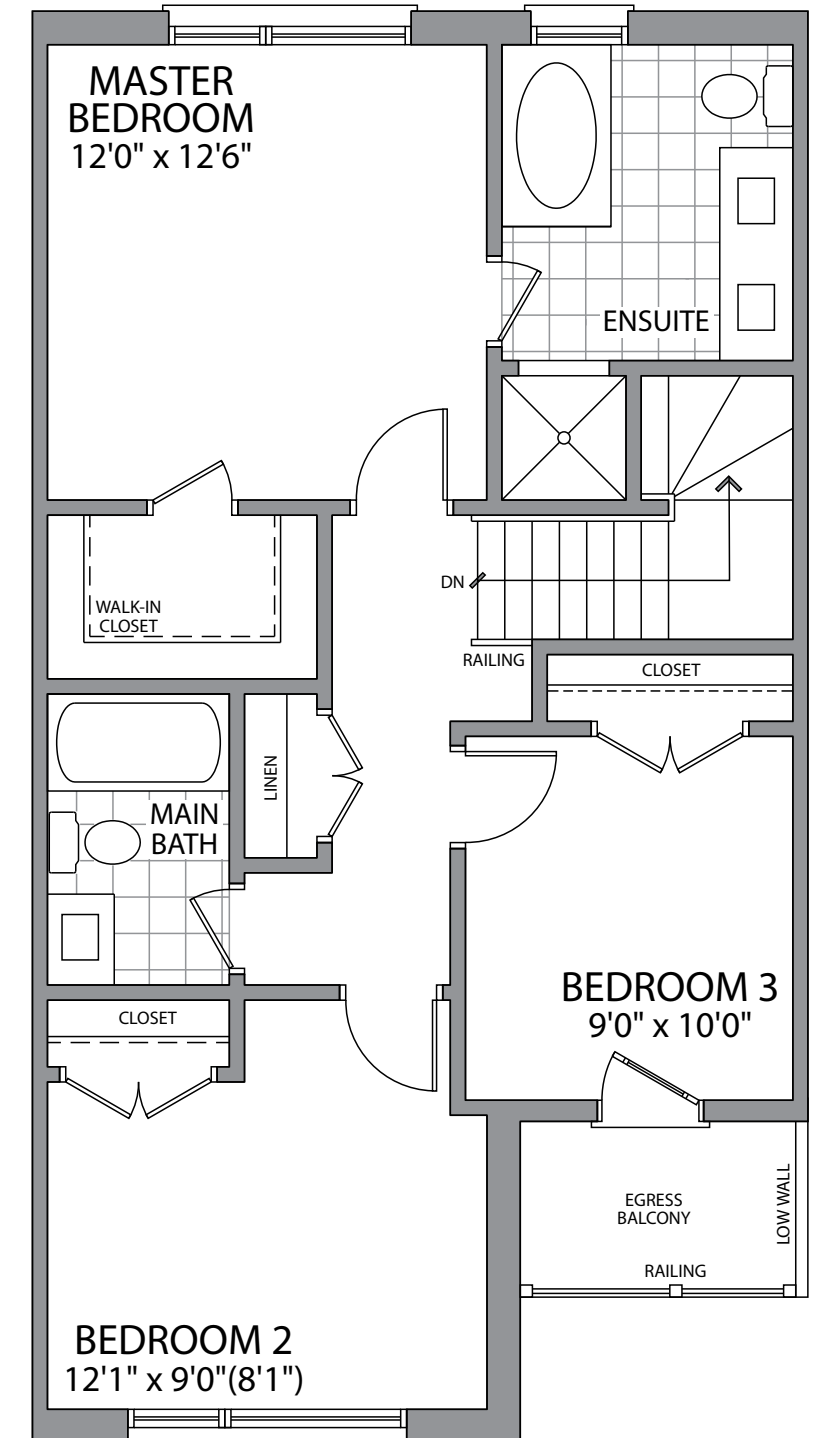 MASTER
BEDROOM
12'0" x 12'6"
ENSUITE
WALK-IN
CLOSET
DN
RAILING
CLOSET
LINEN
MAIN
BATH
BEDROOM 3
9'0" x 10'0"
CLOSET
EGRESS
BALCONY
LOW WALL
RAILING
BEDROOM 2
12'1" x 9'0"(8'1")